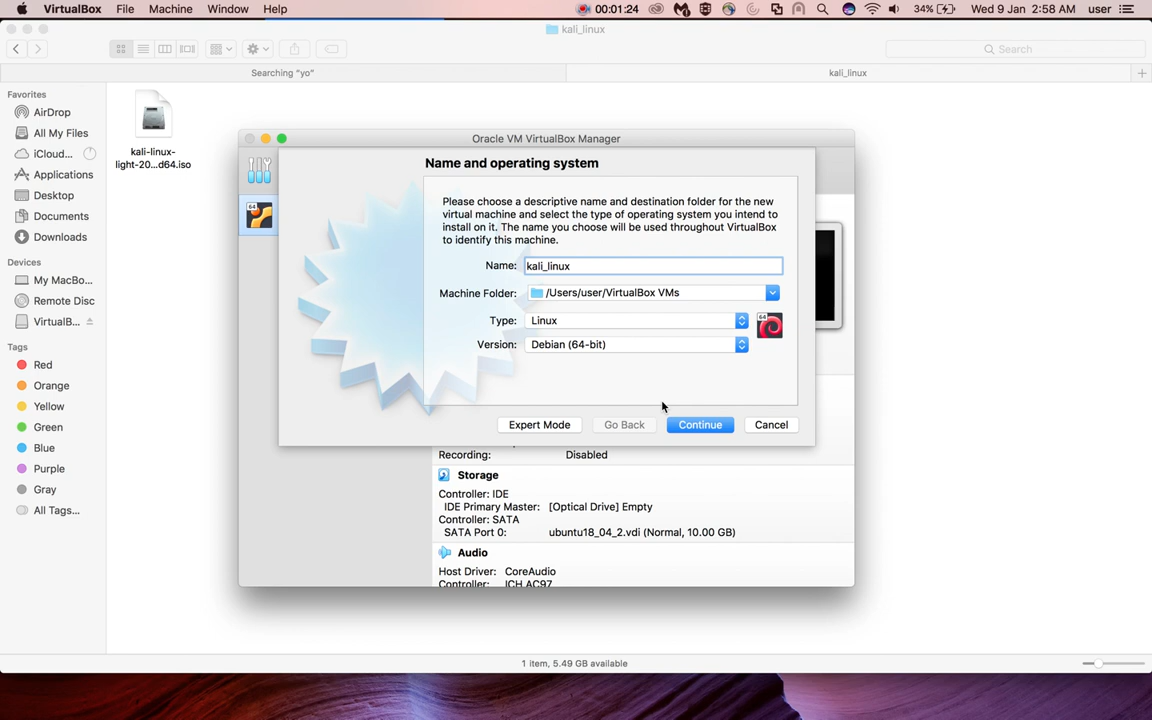 VirtualBox File Machine Window Help 00:01:24 34% Wed 9 Jan 2:58 AM user
kali_linux
Search
Searching "yo" kali_linux
Favorites
AirDrop
All My Files
iCloud...
Applications
Desktop
Documents
Downloads
Devices
My MacBo...
Remote Disc
VirtualB...
Tags
Red
Orange
Yellow
Green
Blue
Purple
Gray
All Tags...
kali-linux-
light-20...d64.iso
Oracle VM VirtualBox Manager
64
Name and operating system
Please choose a descriptive name and destination folder for the new
virtual machine and select the type of operating system you intend to
install on it. The name you choose will be used throughout VirtualBox
to identify this machine.
Name: kali_linux
Machine Folder: /Users/user/VirtualBox VMs
Type: Linux
64
Version: Debian (64-bit)
Expert Mode Go Back Continue Cancel
Recording: Disabled
Storage
Controller: IDE
IDE Primary Master: [Optical Drive] Empty
Controller: SATA
SATA Port 0: ubuntu18_04_2.vdi (Normal, 10.00 GB)
Audio
Host Driver: CoreAudio
Controller: ICH AC97
1 item, 5.49 GB available